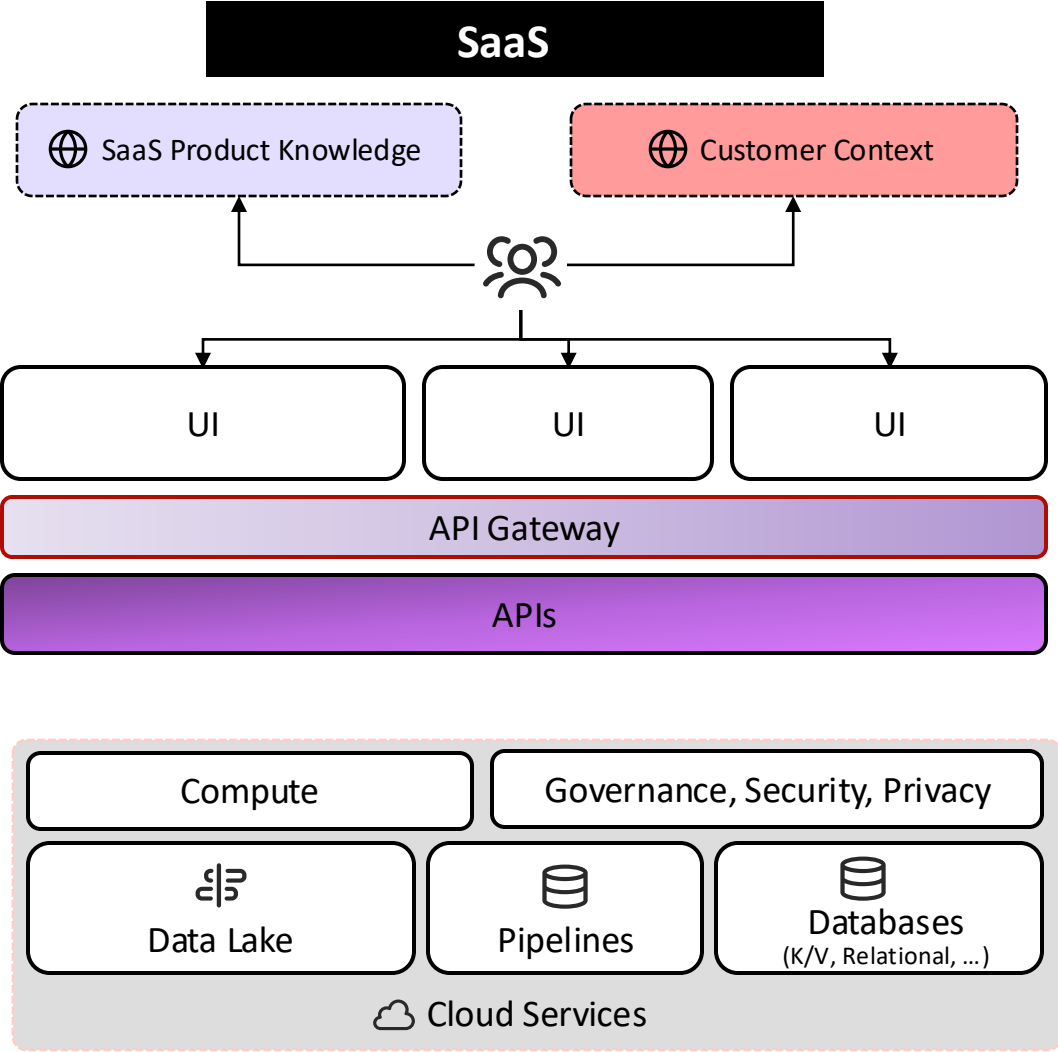 SaaS
SaaS Product Knowledge
Customer Context
UI
UI
UI
API Gateway
APIs
Compute
Governance, Security, Privacy
Data Lake
Pipelines
Databases
(K/V, Relational, ...)
Cloud Services